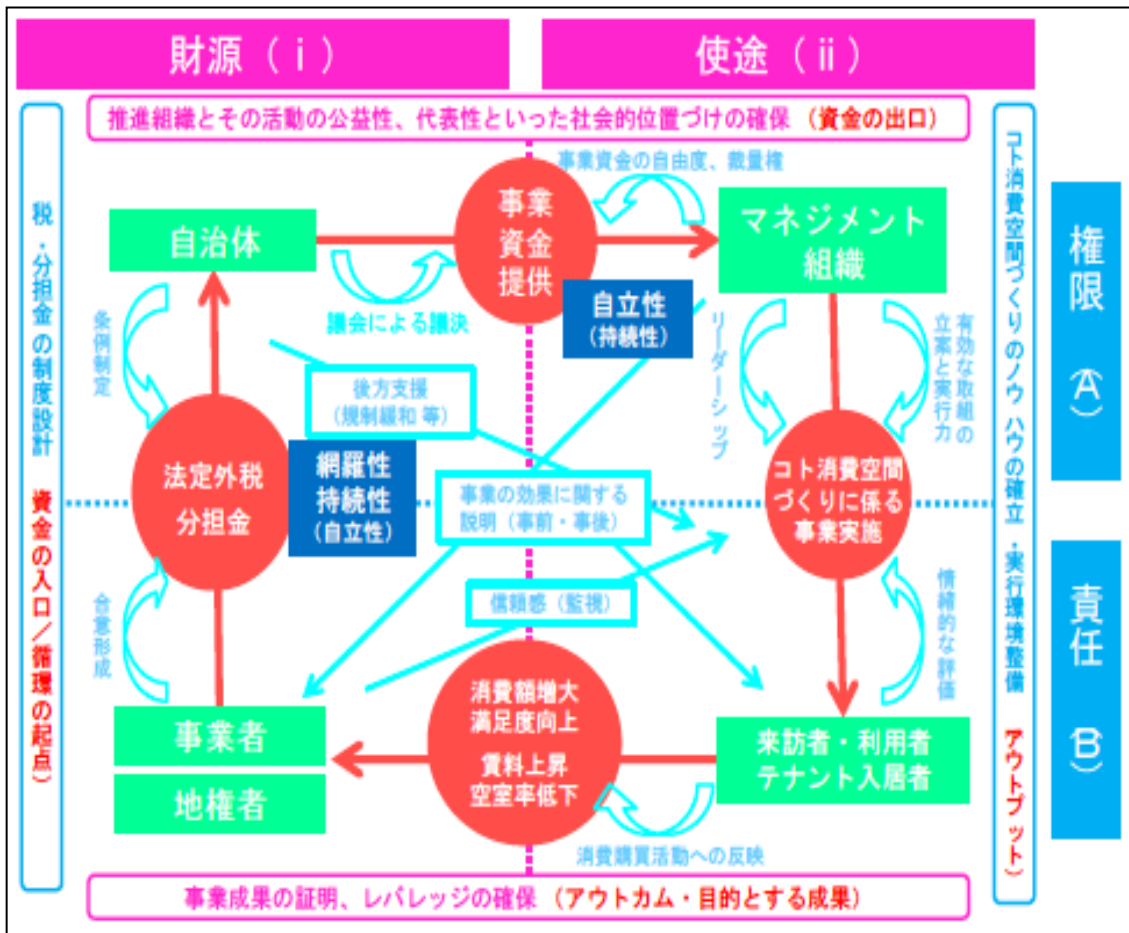 財源（ⅰ）
使途（ⅱ）
推進組織とその活動の公益性、代表性といった社会的位置づけの確保（資金の出口）
税・分担金の制度設計　資金の入口／循環の起点）
コト消費空間づくりのノウハウの確立・実行環境整備　アウトプット）
権限（A）
責任（B）
事業資金の自由度、裁量権
事業
資金
提供
自治体
マネジメント
組織
自立性
（持続性）
議会による議決
条例制定
リーダーシップ
有効な取組の
立案と実行力
後方支援
（規制緩和 等）
法定外税
分担金
網羅性
持続性
（自立性）
事業の効果に関する
説明（事前・事後）
コト消費空間
づくりに係る
事業実施
信頼感（監視）
合意形成
情緒的な評価
消費額増大
満足度向上
賃料上昇
空室率低下
事業者
地権者
来訪者・利用者
テナント入居者
消費購買活動への反映
事業成果の証明、レバレッジの確保（アウトカム・目的とする成果）